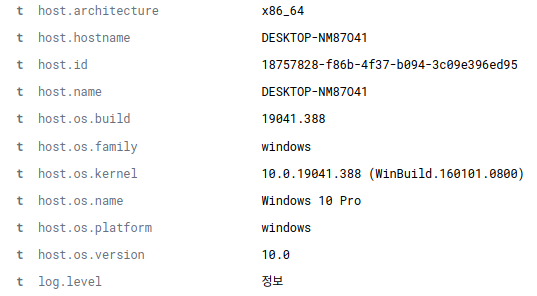 t host.architecture x86_64
t host.hostname DESKTOP-NM87O41
t host.id 18757828-f86b-4f37-b094-3c09e396ed95
t host.name DESKTOP-NM87O41
t host.os.build 19041.388
t host.os.family windows
t host.os.kernel 10.0.19041.388 (WinBuild.160101.0800)
t host.os.name Windows 10 Pro
t host.os.platform windows
t host.os.version 10.0
t log.level 정보